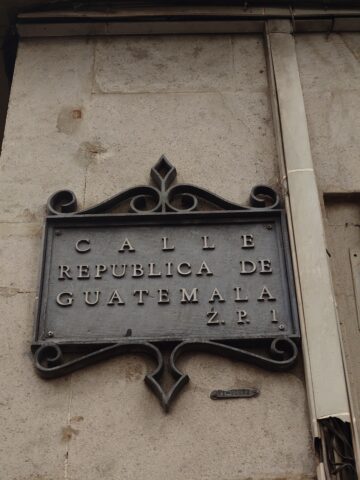 CALLE
REPUBLICA DE
GUATEMALA
Z. P. 1